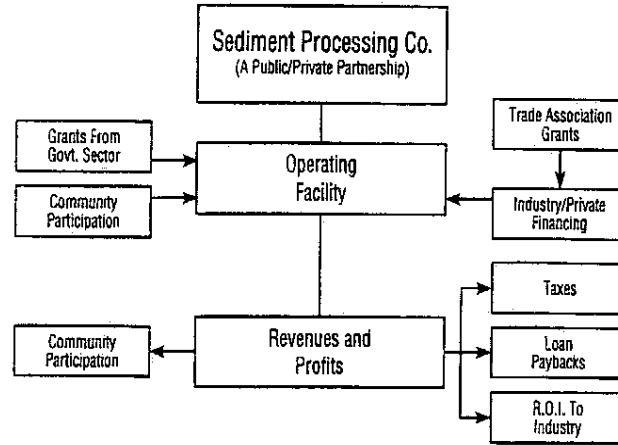 Sediment Processing Co.
(A Public/Private Partnership)
Grants From
Govt. Sector
Community
Participation
Operating
Facility
Trade Association
Grants
Industry/Private
Financing
Community
Participation
Revenues and
Profits
Taxes
Loan
Paybacks
R.O.I. To
Industry